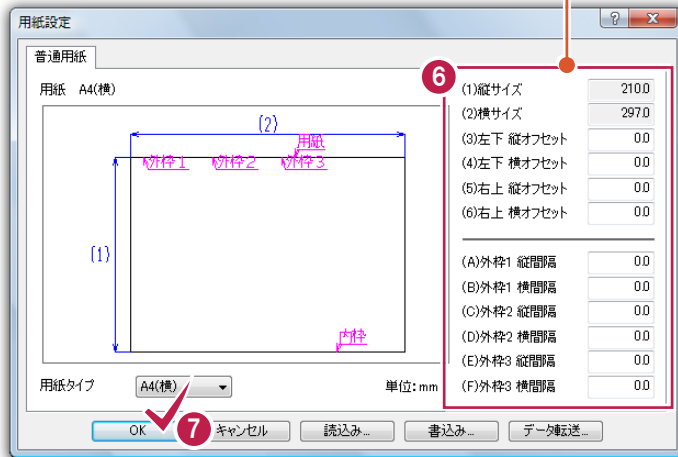 用紙設定
普通用紙
用紙 A4(横)
(1)
(2)
用紙
外枠1 外枠2 外枠3
内枠
用紙タイプ A4(横) 単位:mm
6
(1)縦サイズ 210.0
(2)横サイズ 297.0
(3)左下 縦オフセット 0.0
(4)左下 横オフセット 0.0
(5)右上 縦オフセット 0.0
(6)右上 横オフセット 0.0
(A)外枠1 縦間隔 0.0
(B)外枠1 横間隔 0.0
(C)外枠2 縦間隔 0.0
(D)外枠2 横間隔 0.0
(E)外枠3 縦間隔 0.0
(F)外枠3 横間隔 0.0
7
OK キャンセル 読込み... 書込み... データ転送...